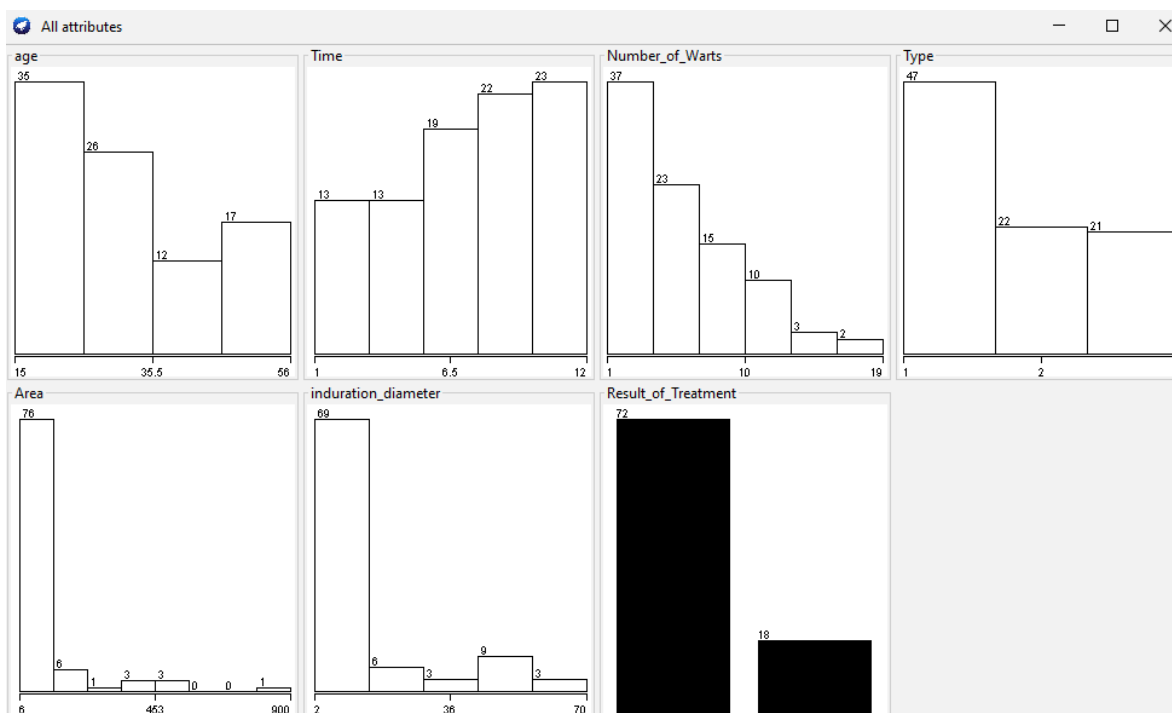 All attributes
age
35
26
12
17
15 35.5 56
Time
13
13
19
22
23
1 6.5 12
Number_of_Warts
37
23
15
10
3
2
1 10 19
Type
47
22
21
1 2
Area
76
6
1
3
3
0
0
1
6 453 900
induration_diameter
69
6
3
9
3
2 36 70
Result_of_Treatment
72
18